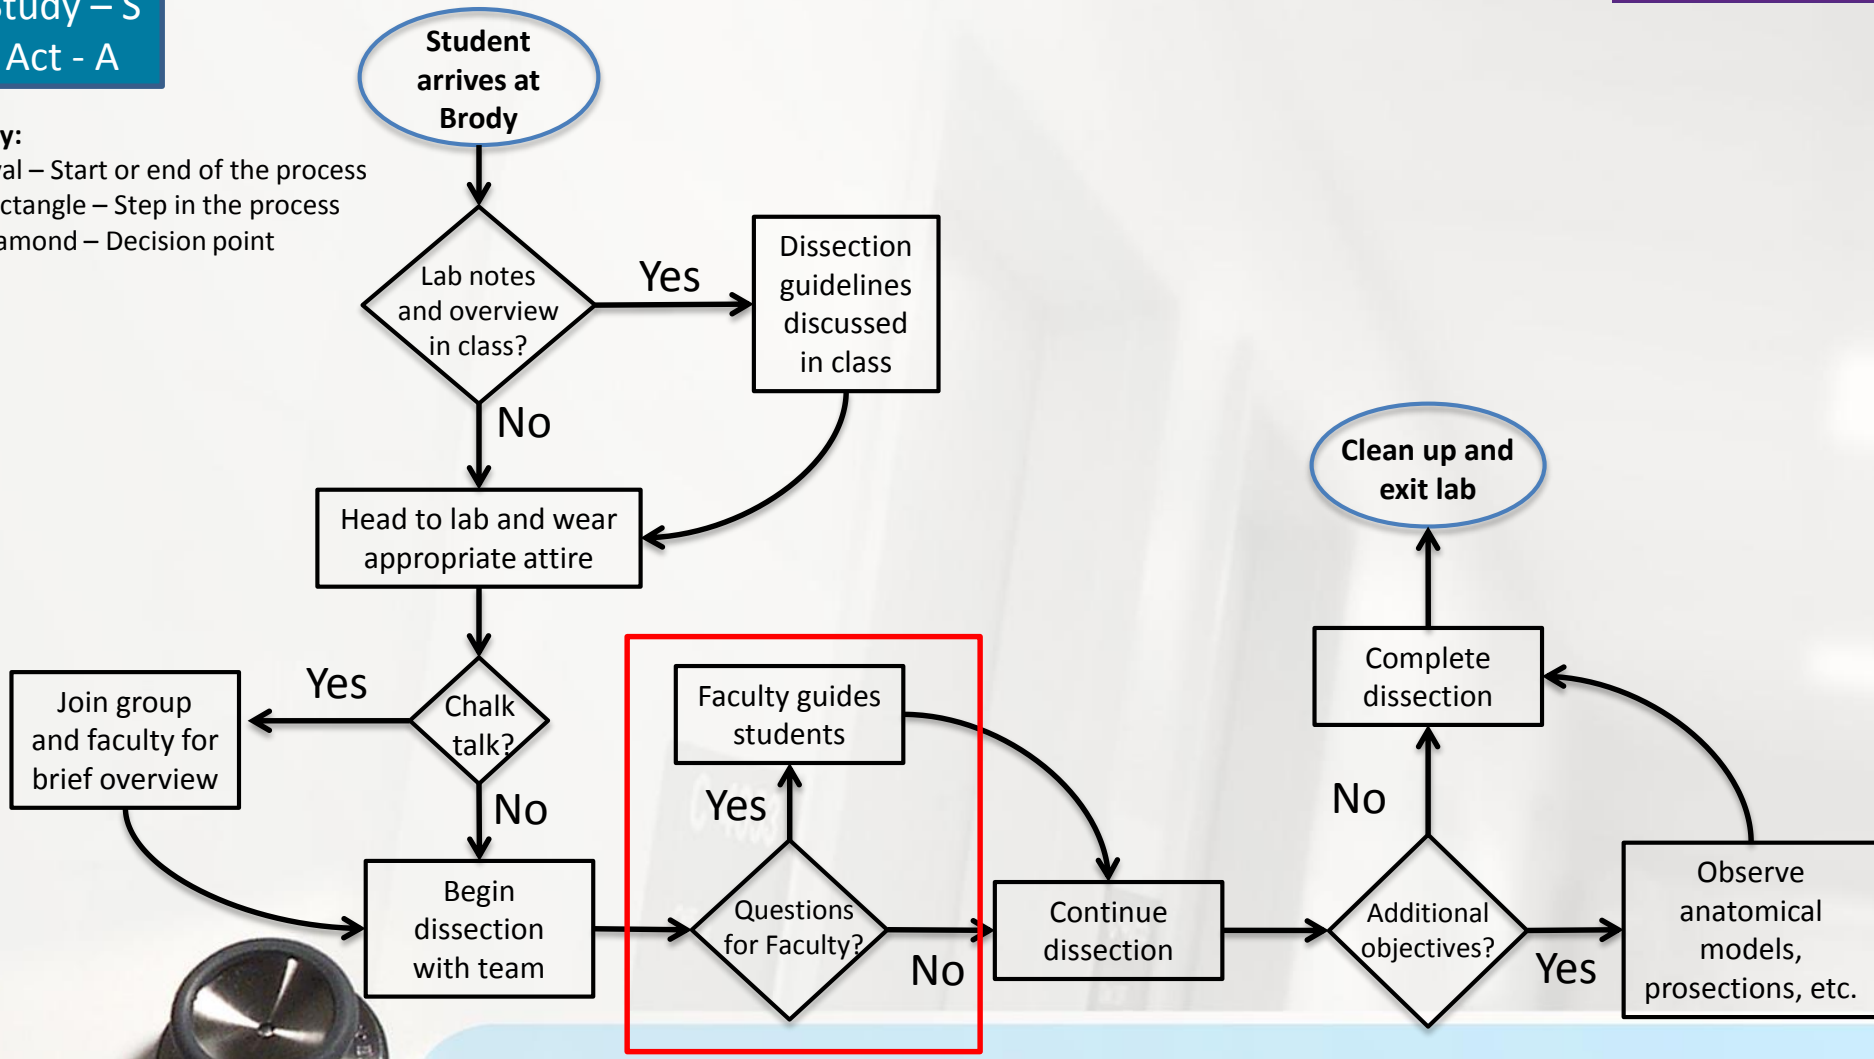 Study – S
Act - A
Student
arrives at
Brody
– Start or end of the process
– Step in the process
– Decision point
Lab notes
and overview
in class?
Yes
Dissection
guidelines
discussed
in class
No
Head to lab and wear
appropriate attire
Chalk
talk?
Yes
Join group
and faculty for
brief overview
No
Begin
dissection
with team
Questions
for Faculty?
Yes
Faculty guides
students
No
Continue
dissection
Additional
objectives?
Yes
Observe
anatomical
models,
prosections, etc.
No
Complete
dissection
Clean up and
exit lab